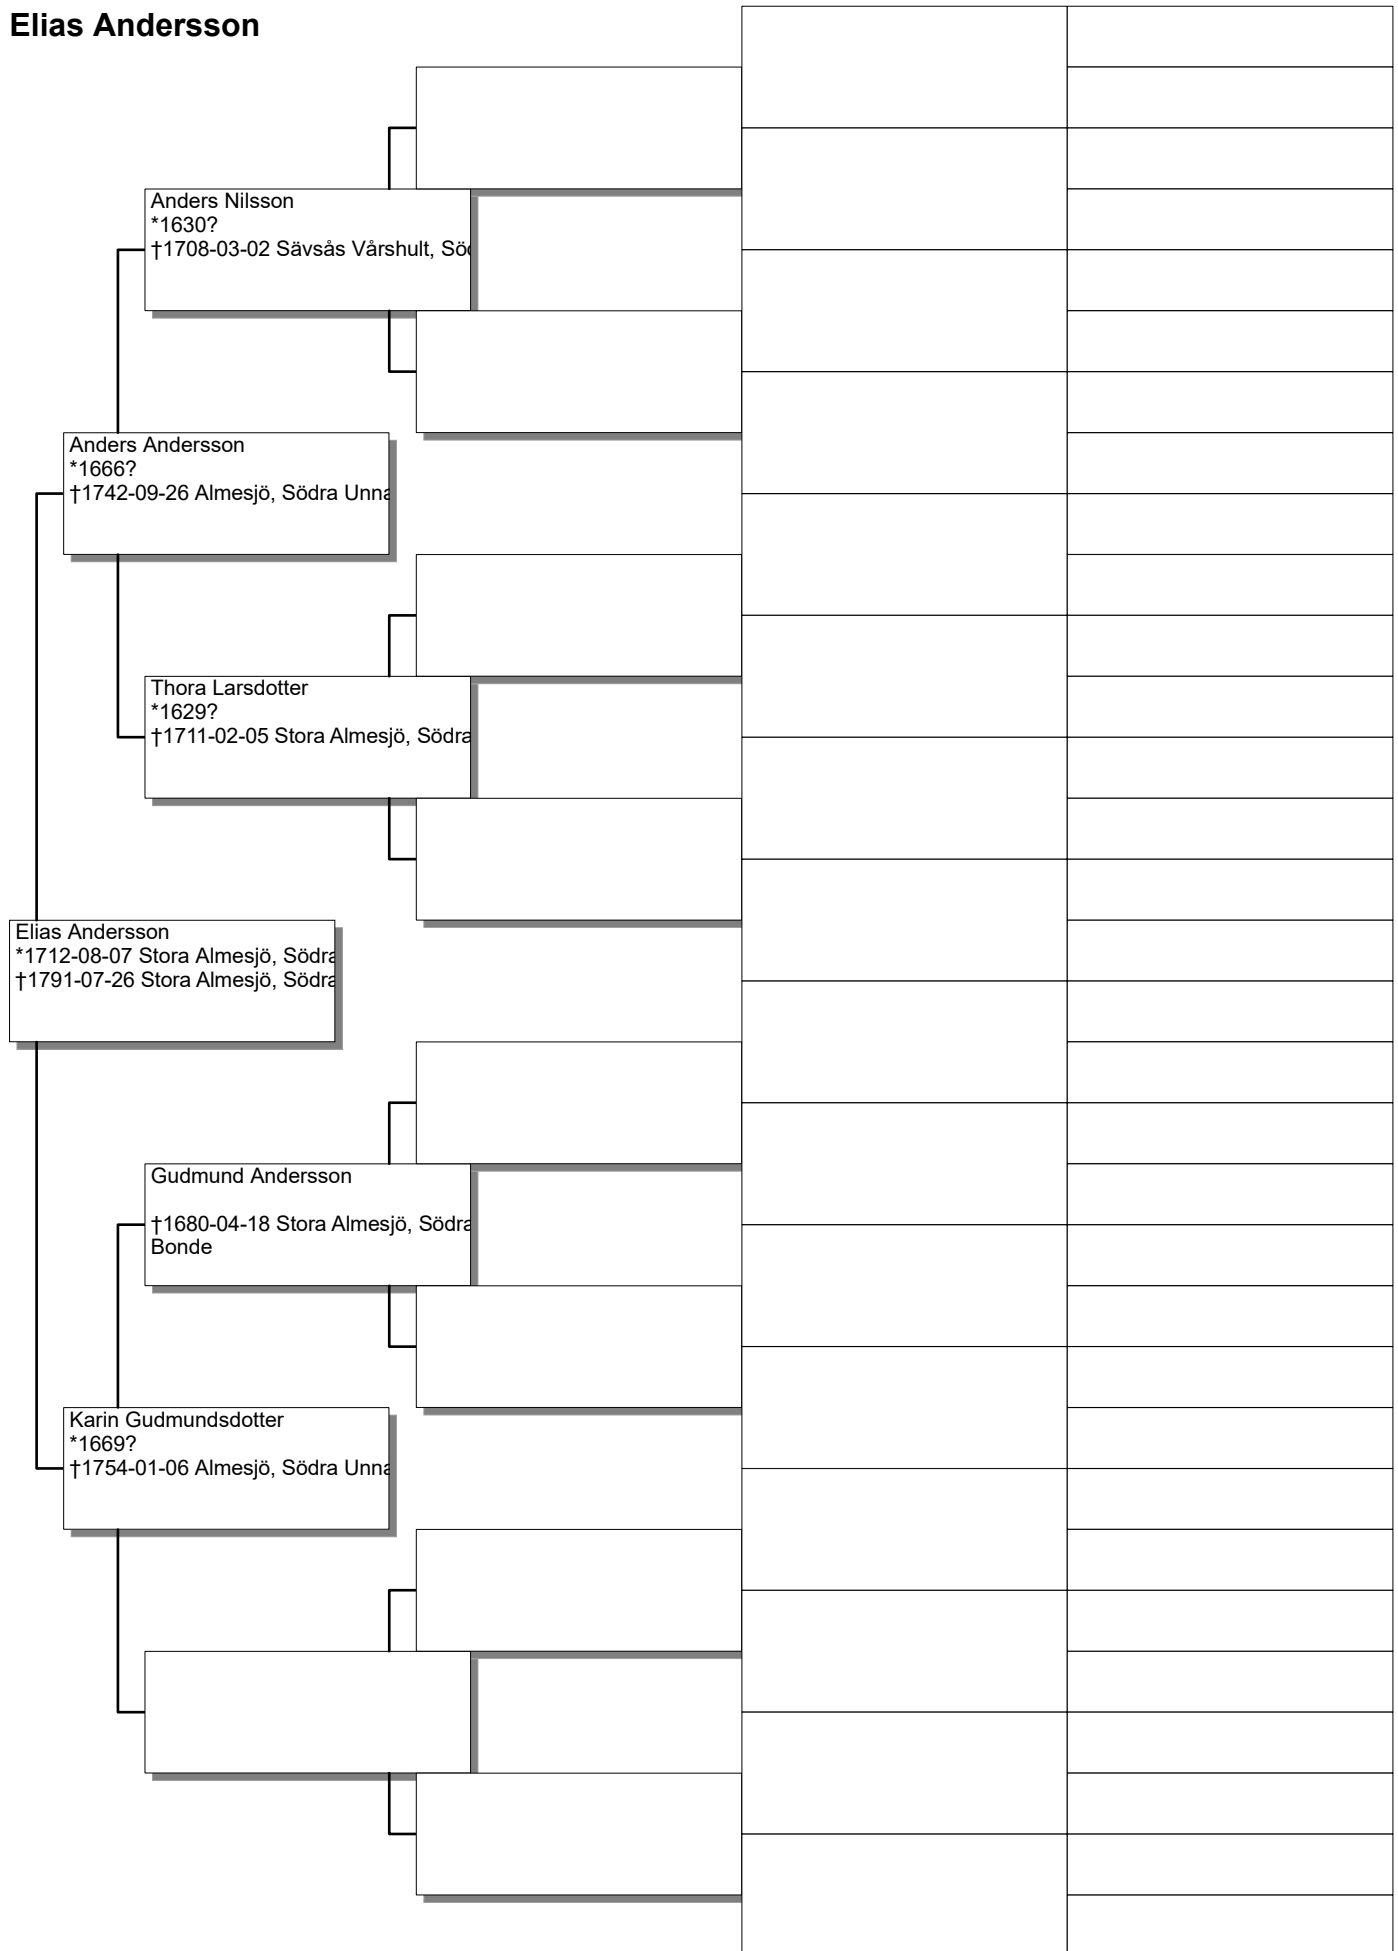 Elias Andersson
Anders Nilsson
*1630?
†1708-03-02 Sävsås Vårshult,
Anders Andersson
*1666?
†1742-09-26 Almesjö, Södra
Thora Larsdotter
*1629?
†1711-02-05 Stora Almesjö, Södra
Elias Andersson
*1712-08-07 Stora Almesjö, Södra
†1791-07-26 Stora Almesjö, Södra
Gudmund Andersson
†1680-04-18 Stora Almesjö, Södra
Bonde
Karin Gudmundsdotter
*1669?
†1754-01-06 Almesjö, Södra